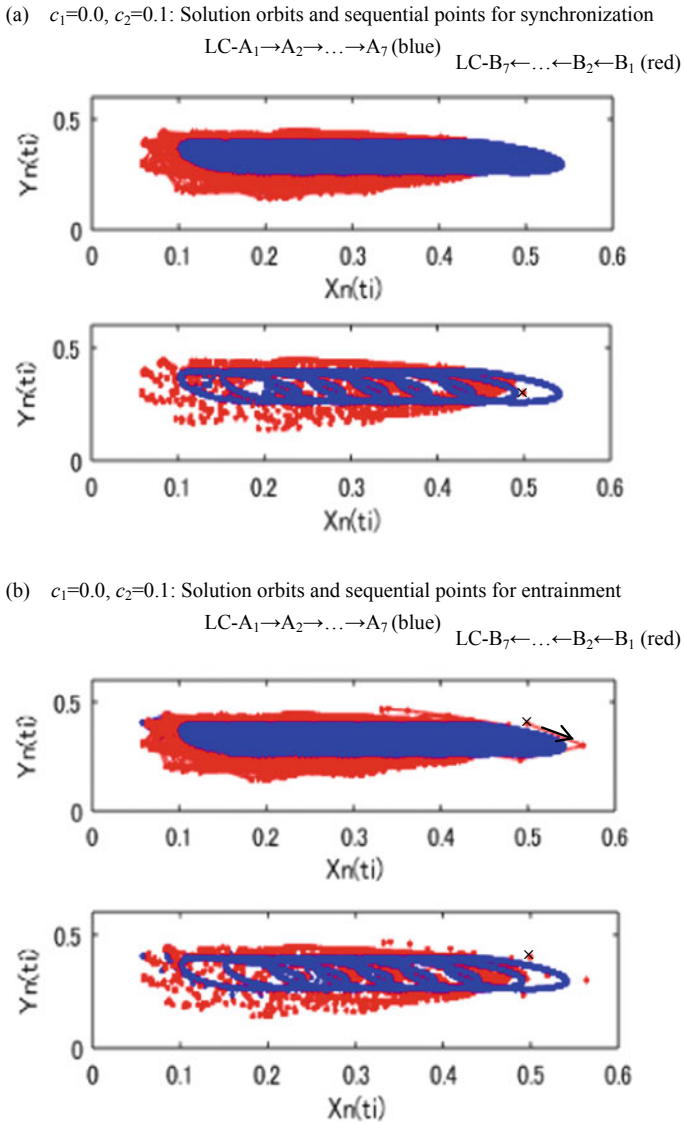 (a) c₁=0.0, c₂=0.1: Solution orbits and sequential points for synchronization
LC-A₁→A₂→…→A₇ (blue)
LC-B₇←…←B₂←B₁ (red)
Yn(ti)
0.5
0
0 0.1 0.2 0.3 0.4 0.5 0.6
Xn(ti)
Yn(ti)
0.5
0
×
0 0.1 0.2 0.3 0.4 0.5 0.6
Xn(ti)
(b) c₁=0.0, c₂=0.1: Solution orbits and sequential points for entrainment
LC-A₁→A₂→…→A₇ (blue)
LC-B₇←…←B₂←B₁ (red)
Yn(ti)
0.5
0
×
0 0.1 0.2 0.3 0.4 0.5 0.6
Xn(ti)
Yn(ti)
0.5
0
×
0 0.1 0.2 0.3 0.4 0.5 0.6
Xn(ti)